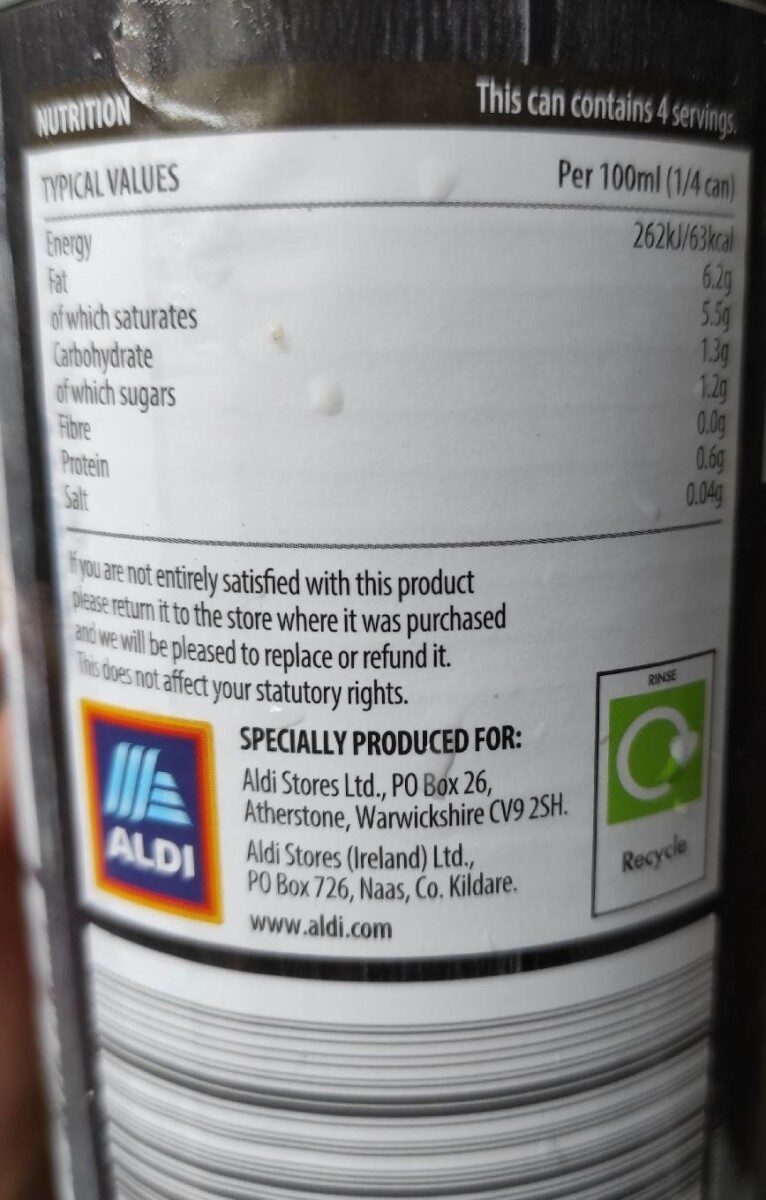 NUTRITION This can contains 4 servings.
TYPICAL VALUES Per 100ml (1/4 can)
Energy 262kJ/63kcal
Fat 6.2g
of which saturates 5.5g
Carbohydrate 1.3g
of which sugars 1.2g
Fibre 0.0g
Protein 0.6g
Salt 0.04g
If you are not entirely satisfied with this product
please return it to the store where it was purchased
and we will be pleased to replace or refund it.
This does not affect your statutory rights.
SPECIALLY PRODUCED FOR:
Aldi Stores Ltd., PO Box 26,
Atherstone, Warwickshire CV9 2SH.
Aldi Stores (Ireland) Ltd.,
PO Box 726, Naas, Co. Kildare.
www.aldi.com
ALDI
RINSE
Recycle